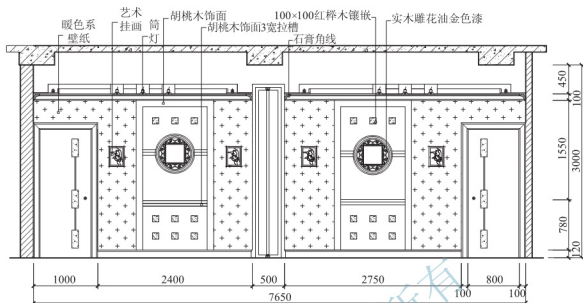 暖色系
壁纸
艺术
挂画
筒
灯
胡桃木饰面
胡桃木饰面3宽拉槽
100×100红榉木镶嵌
石膏角线
实木雕花油金色漆
450
100
1550
3000
780
120
1000
2400
500
2750
100
800
100
7650
所有